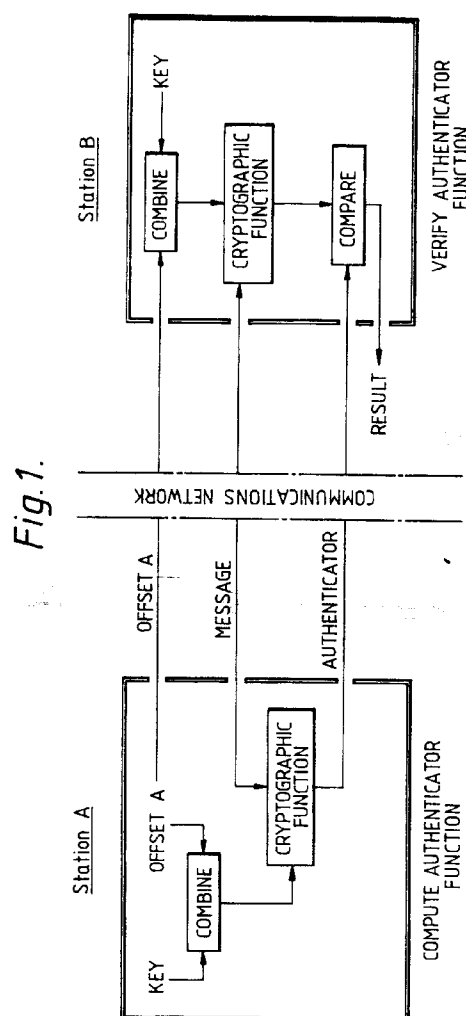 Fig.1.
Station A
KEY
OFFSET A
COMBINE
CRYPTOGRAPHIC
FUNCTION
COMPUTE AUTHENTICATOR
FUNCTION
OFFSET A
MESSAGE
AUTHENTICATOR
COMMUNICATIONS NETWORK
Station B
COMBINE
KEY
CRYPTOGRAPHIC
FUNCTION
COMPARE
RESULT
VERIFY AUTHENTICATOR
FUNCTION